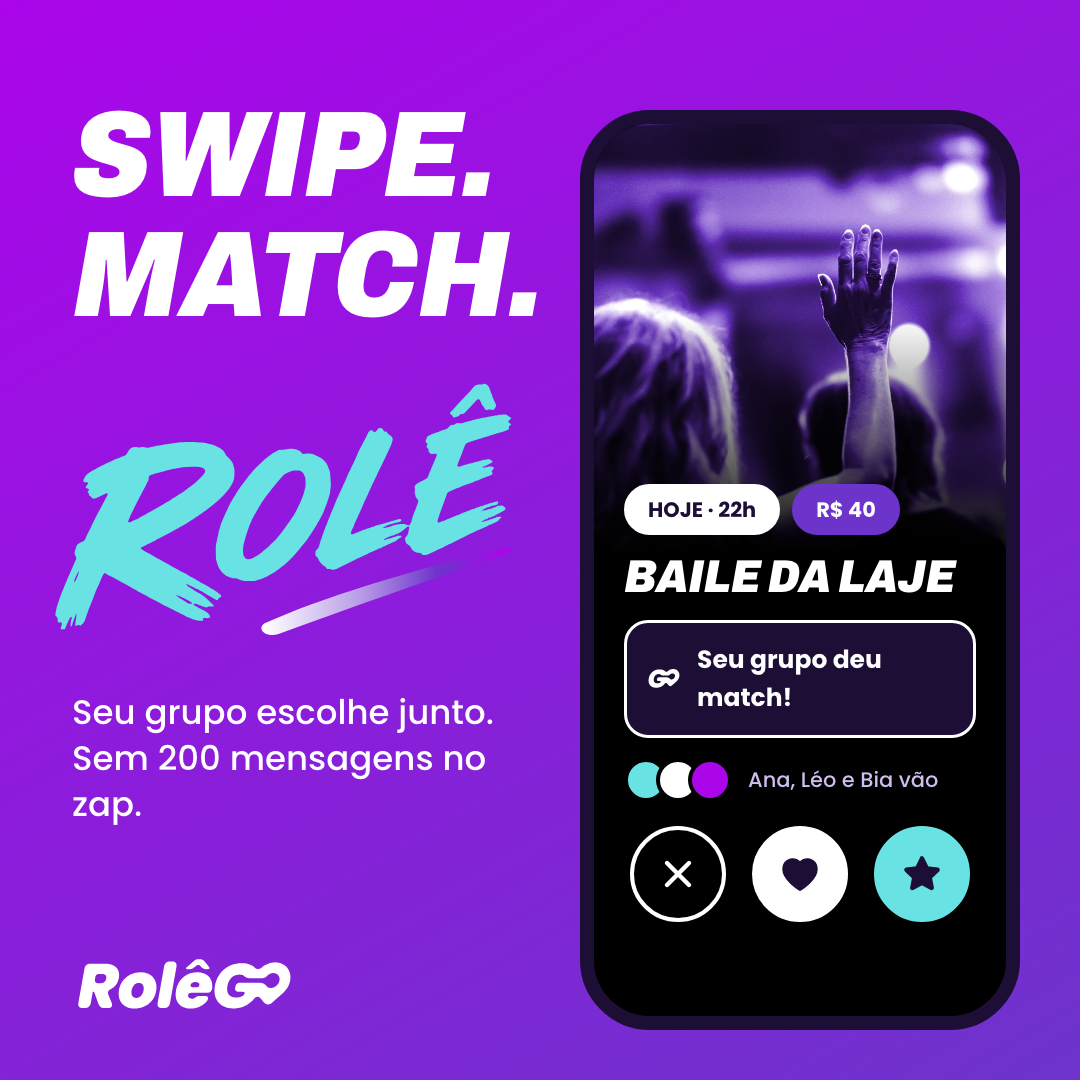 SWIPE.
MATCH.
ROLÊ
Seu grupo escolhe junto.
Sem 200 mensagens no
zap.
RolêGO
HOJE · 22h
R$ 40
BAILE DA LAJE
GO
Seu grupo deu
match!
Ana, Léo e Bia vão